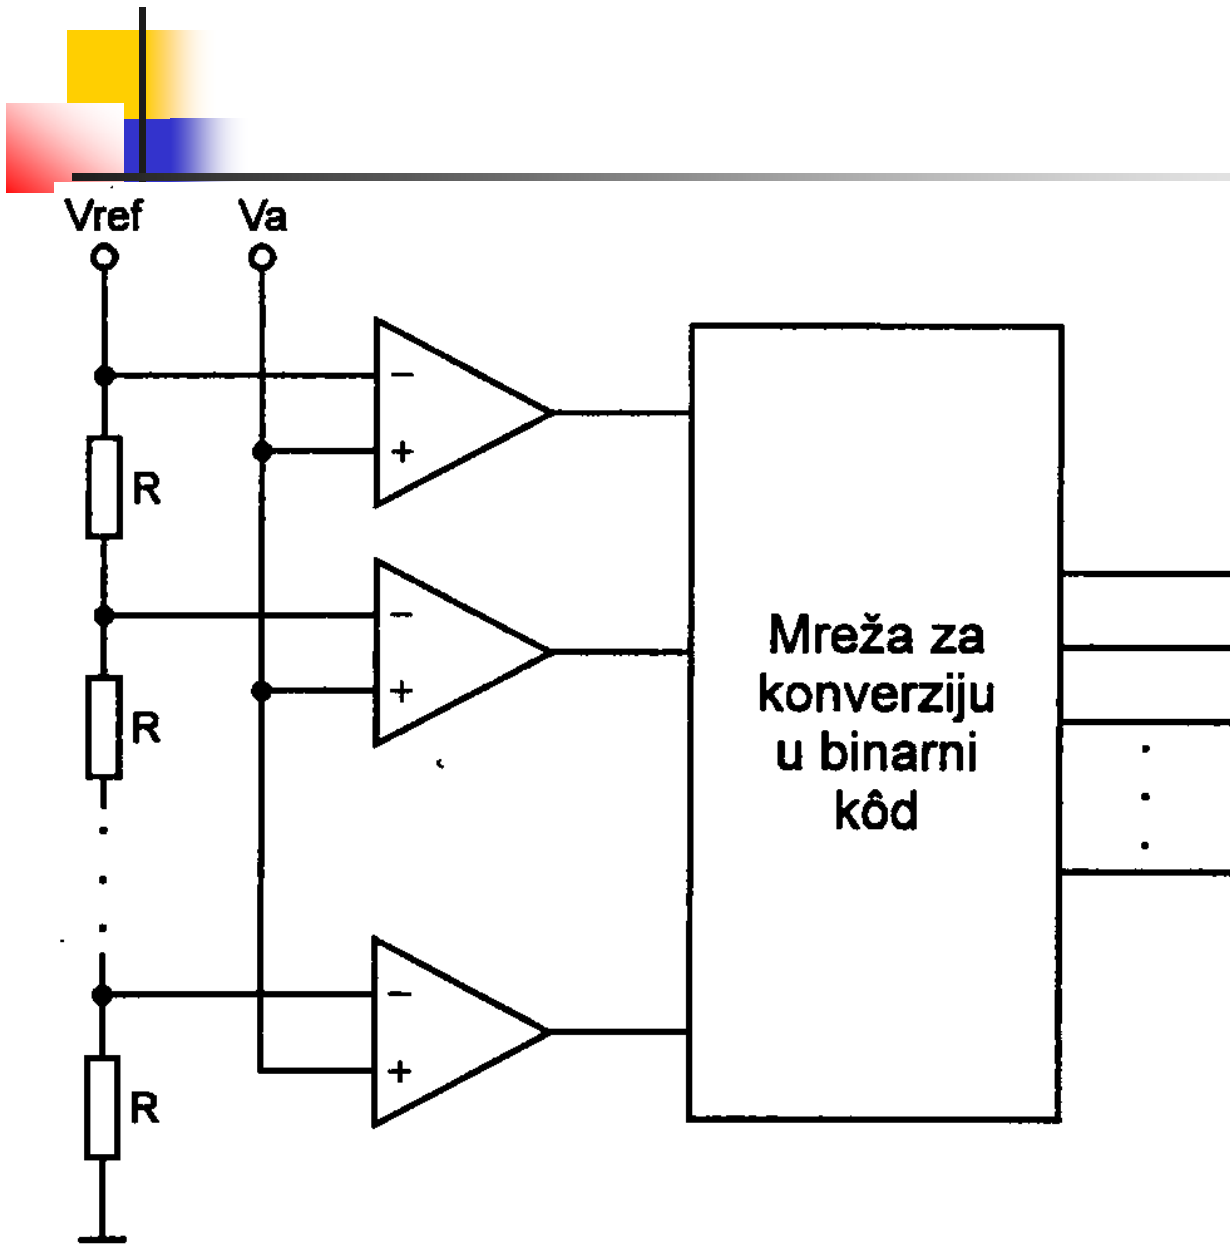 Vref Va
−
+
R
−
+
R
Mreža za
konverziju
u binarni
kôd
−
+
R